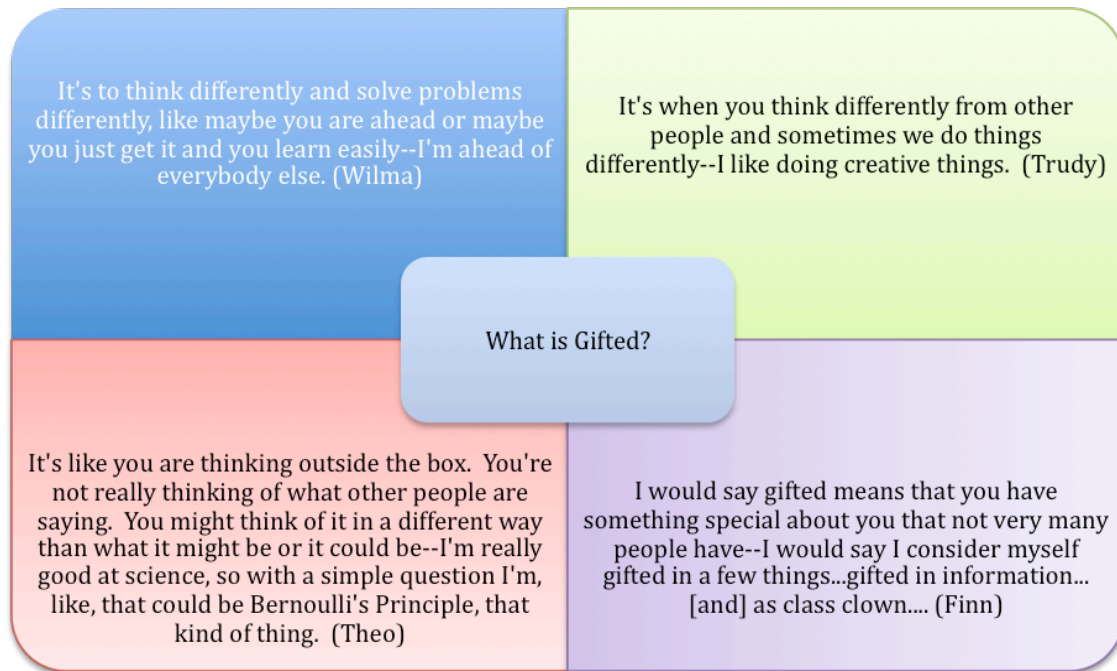 It's to think differently and solve problems
differently, like maybe you are ahead or maybe
you just get it and you learn easily--I'm ahead of
everybody else. (Wilma)
It's when you think differently from other
people and sometimes we do things
differently--I like doing creative things.  (Trudy)
What is Gifted?
It's like you are thinking outside the box.  You're
not really thinking of what other people are
saying.  You might think of it in a different way
than what it might be or it could be--I'm really
good at science, so with a simple question I'm,
like, that could be Bernoulli's Principle, that
kind of thing.  (Theo)
I would say gifted means that you have
something special about you that not very many
people have--I would say I consider myself
gifted in a few things...gifted in information...
[and] as class clown.... (Finn)